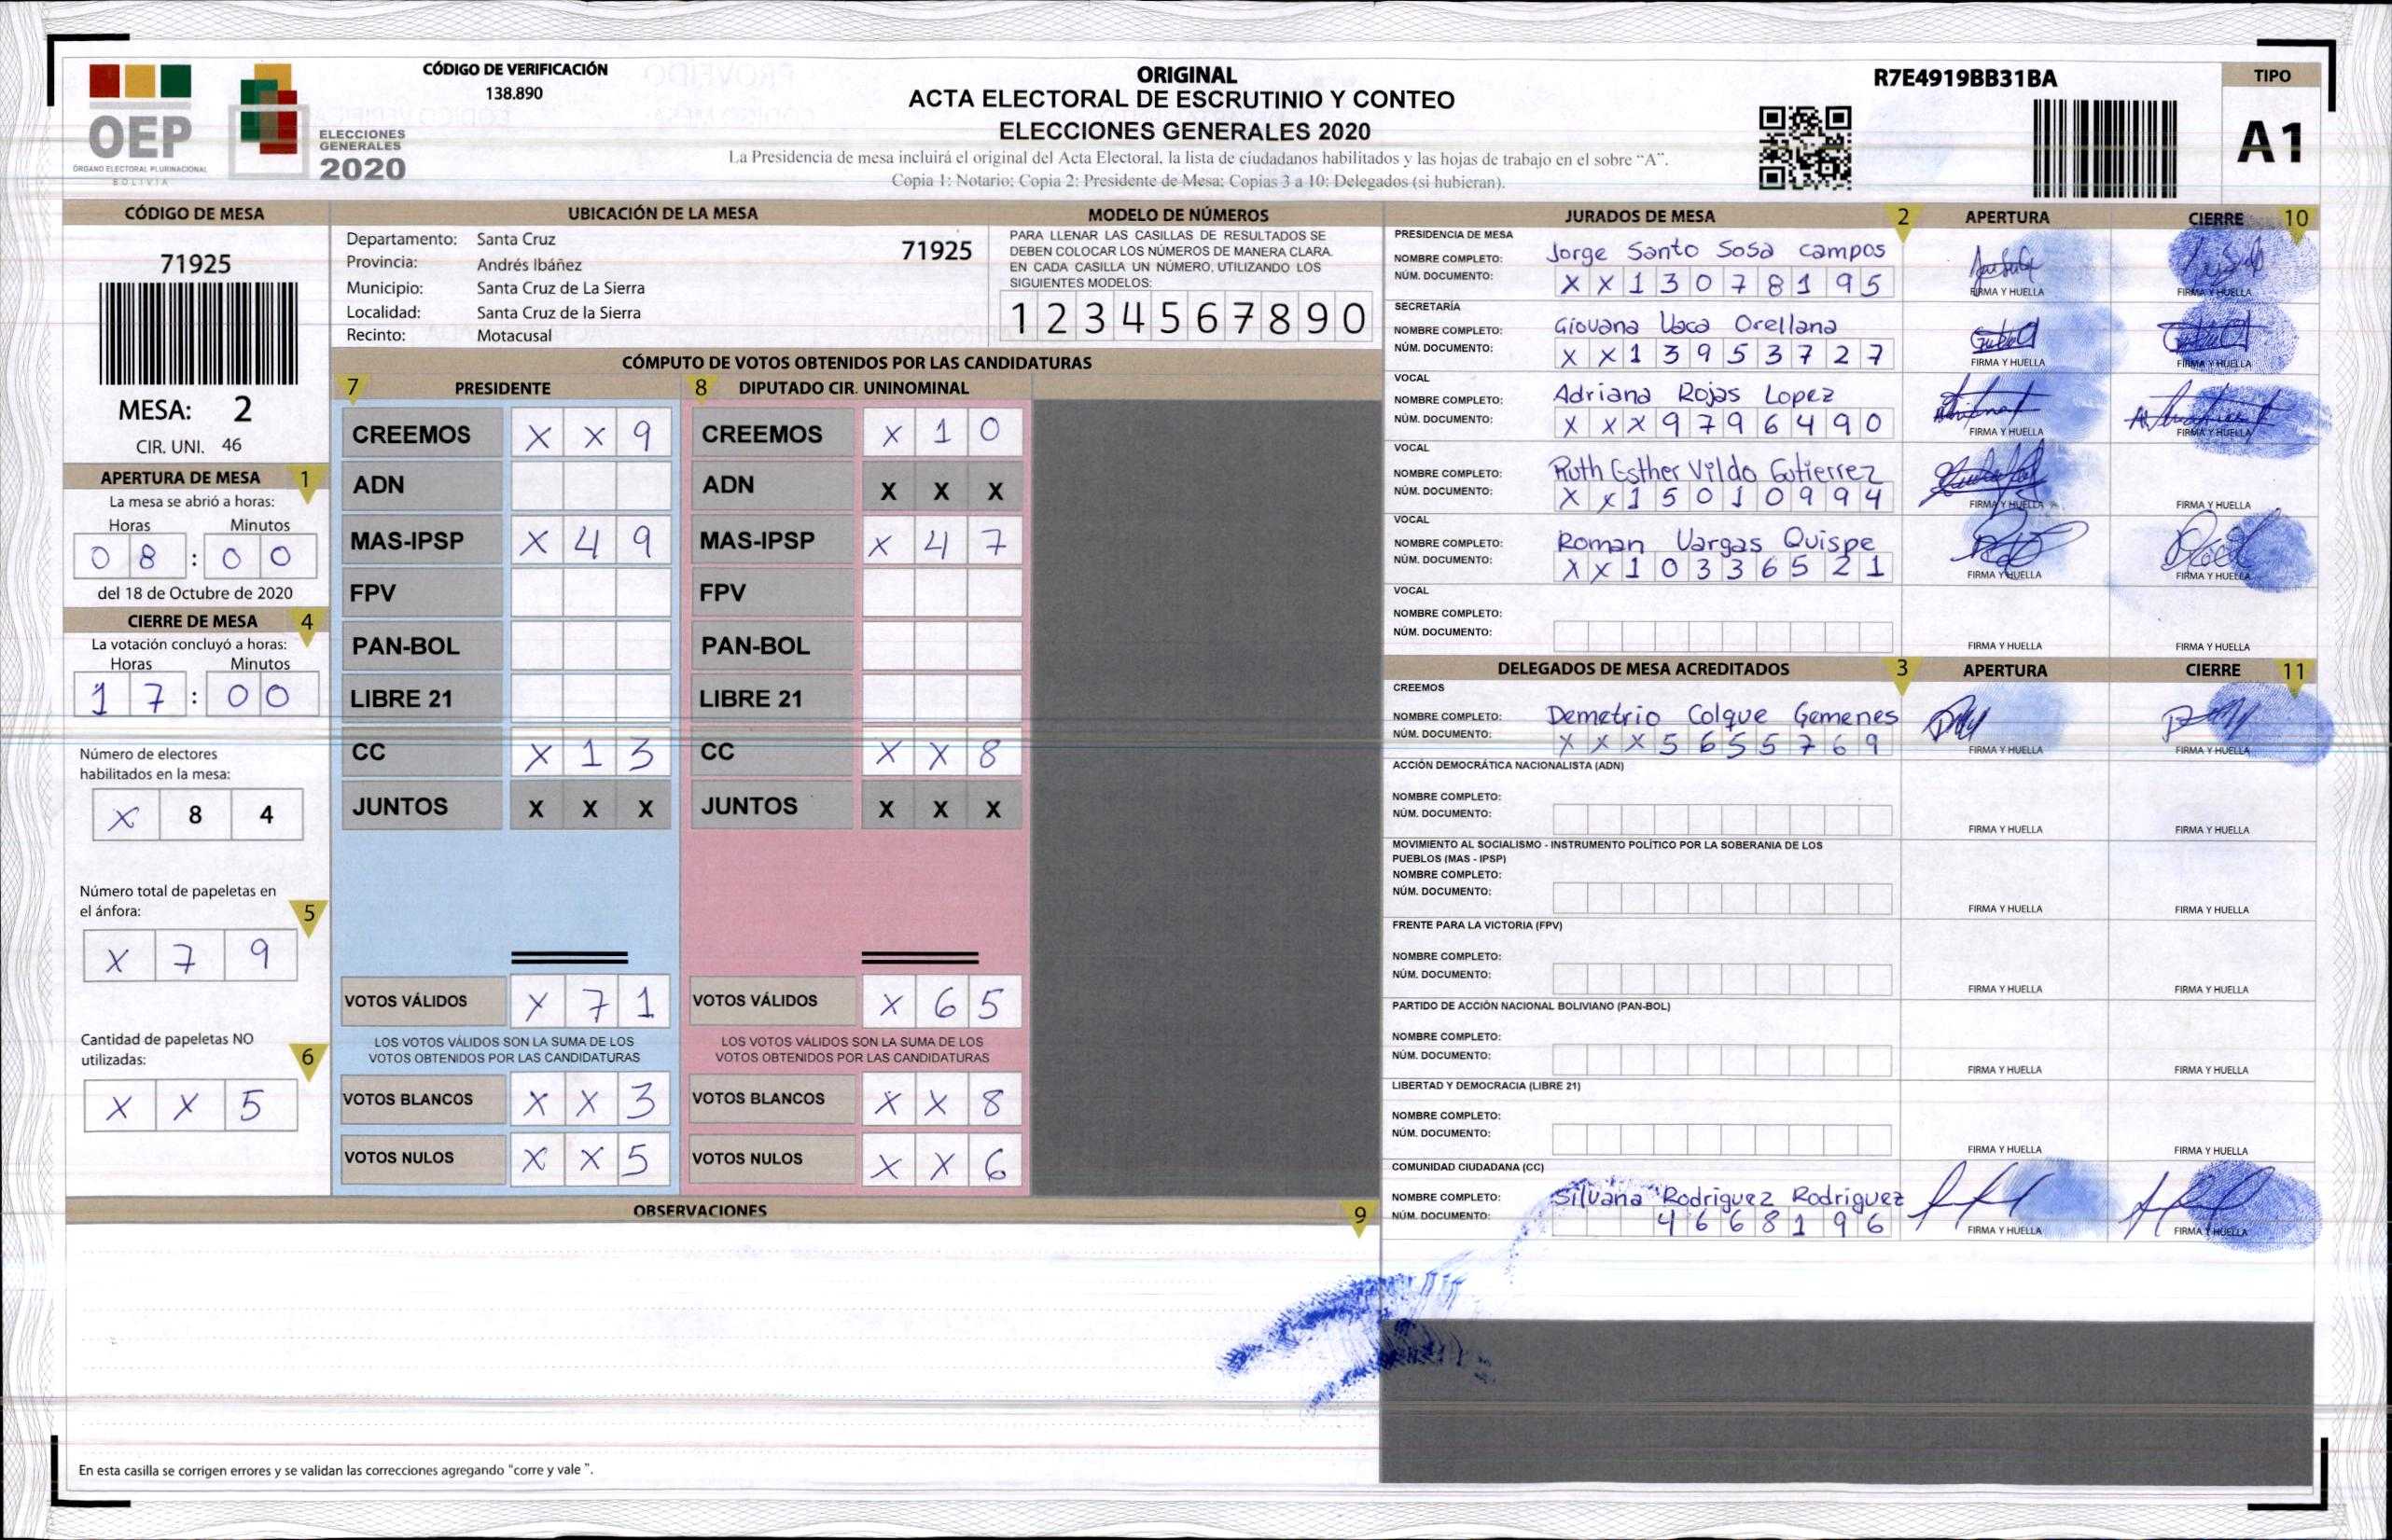 OEP
ÓRGANO ELECTORAL PLURINACIONAL
BOLIVIA
ELECCIONES
GENERALES
2020
CÓDIGO DE VERIFICACIÓN
138.890
ORIGINAL
ACTA ELECTORAL DE ESCRUTINIO Y CONTEO
ELECCIONES GENERALES 2020
La Presidencia de mesa incluirá el original del Acta Electoral, la lista de ciudadanos habilitados y las hojas de trabajo en el sobre “A”.
Copia 1: Notario; Copia 2: Presidente de Mesa; Copias 3 a 10: Delegados (si hubieran).
R7E4919BB31BA
TIPO
A1
CÓDIGO DE MESA
71925
MESA: 2
CIR. UNI. 46
APERTURA DE MESA 1
La mesa se abrió a horas:
Horas Minutos
0 8 : 0 0
del 18 de Octubre de 2020
CIERRE DE MESA 4
La votación concluyó a horas:
Horas Minutos
1 7 : 0 0
Número de electores
habilitados en la mesa:
X 8 4
Número total de papeletas en
el ánfora: 5
X 7 9
Cantidad de papeletas NO
utilizadas: 6
X X 5
UBICACIÓN DE LA MESA
Departamento: Santa Cruz 71925
Provincia: Andrés Ibáñez
Municipio: Santa Cruz de La Sierra
Localidad: Santa Cruz de la Sierra
Recinto: Motacusal
MODELO DE NÚMEROS
PARA LLENAR LAS CASILLAS DE RESULTADOS SE
DEBEN COLOCAR LOS NÚMEROS DE MANERA CLARA.
EN CADA CASILLA UN NÚMERO, UTILIZANDO LOS
SIGUIENTES MODELOS:
1 2 3 4 5 6 7 8 9 0
CÓMPUTO DE VOTOS OBTENIDOS POR LAS CANDIDATURAS
7 PRESIDENTE 8 DIPUTADO CIR. UNINOMINAL
CREEMOS X X 9 CREEMOS X 1 0
ADN ADN X X X
MAS-IPSP X 4 9 MAS-IPSP X 4 7
FPV FPV
PAN-BOL PAN-BOL
LIBRE 21 LIBRE 21
CC X 1 3 CC X X 8
JUNTOS X X X JUNTOS X X X
VOTOS VÁLIDOS X 7 1 VOTOS VÁLIDOS X 6 5
LOS VOTOS VÁLIDOS SON LA SUMA DE LOS LOS VOTOS VÁLIDOS SON LA SUMA DE LOS
VOTOS OBTENIDOS POR LAS CANDIDATURAS VOTOS OBTENIDOS POR LAS CANDIDATURAS
VOTOS BLANCOS X X 3 VOTOS BLANCOS X X 8
VOTOS NULOS X X 5 VOTOS NULOS X X 6
OBSERVACIONES 9
En esta casilla se corrigen errores y se validan las correcciones agregando “corre y vale ”.
JURADOS DE MESA 2 APERTURA CIERRE 10
PRESIDENCIA DE MESA
NOMBRE COMPLETO: Jorge Santo Sosa Campos
NÚM. DOCUMENTO: X X 1 3 0 7 8 1 9 5 FIRMA Y HUELLA FIRMA Y HUELLA
SECRETARÍA
NOMBRE COMPLETO: Giovana Vaca Orellana
NÚM. DOCUMENTO: X X 1 3 9 5 3 7 2 7 FIRMA Y HUELLA FIRMA Y HUELLA
VOCAL
NOMBRE COMPLETO: Adriana Rojas Lopez
NÚM. DOCUMENTO: X X X 9 7 9 6 4 9 0 FIRMA Y HUELLA FIRMA Y HUELLA
VOCAL
NOMBRE COMPLETO: Ruth Esther Vildo Gutierrez
NÚM. DOCUMENTO: X X 1 5 0 1 0 9 9 4 FIRMA Y HUELLA FIRMA Y HUELLA
VOCAL
NOMBRE COMPLETO: Roman Vargas Quispe
NÚM. DOCUMENTO: X X 1 0 3 3 6 5 2 1 FIRMA Y HUELLA FIRMA Y HUELLA
VOCAL
NOMBRE COMPLETO:
NÚM. DOCUMENTO: FIRMA Y HUELLA FIRMA Y HUELLA
DELEGADOS DE MESA ACREDITADOS 3 APERTURA CIERRE 11
CREEMOS
NOMBRE COMPLETO: Demetrio Colque Gemenes
NÚM. DOCUMENTO: X X X 5 6 5 5 7 6 9 FIRMA Y HUELLA FIRMA Y HUELLA
ACCIÓN DEMOCRÁTICA NACIONALISTA (ADN)
NOMBRE COMPLETO:
NÚM. DOCUMENTO: FIRMA Y HUELLA FIRMA Y HUELLA
MOVIMIENTO AL SOCIALISMO - INSTRUMENTO POLÍTICO POR LA SOBERANIA DE LOS
PUEBLOS (MAS - IPSP)
NOMBRE COMPLETO:
NÚM. DOCUMENTO: FIRMA Y HUELLA FIRMA Y HUELLA
FRENTE PARA LA VICTORIA (FPV)
NOMBRE COMPLETO:
NÚM. DOCUMENTO: FIRMA Y HUELLA FIRMA Y HUELLA
PARTIDO DE ACCIÓN NACIONAL BOLIVIANO (PAN-BOL)
NOMBRE COMPLETO:
NÚM. DOCUMENTO: FIRMA Y HUELLA FIRMA Y HUELLA
LIBERTAD Y DEMOCRACIA (LIBRE 21)
NOMBRE COMPLETO:
NÚM. DOCUMENTO: FIRMA Y HUELLA FIRMA Y HUELLA
COMUNIDAD CIUDADANA (CC)
NOMBRE COMPLETO: Silvana Rodriguez Rodriguez
NÚM. DOCUMENTO: 4 6 6 8 1 9 6 FIRMA Y HUELLA FIRMA Y HUELLA